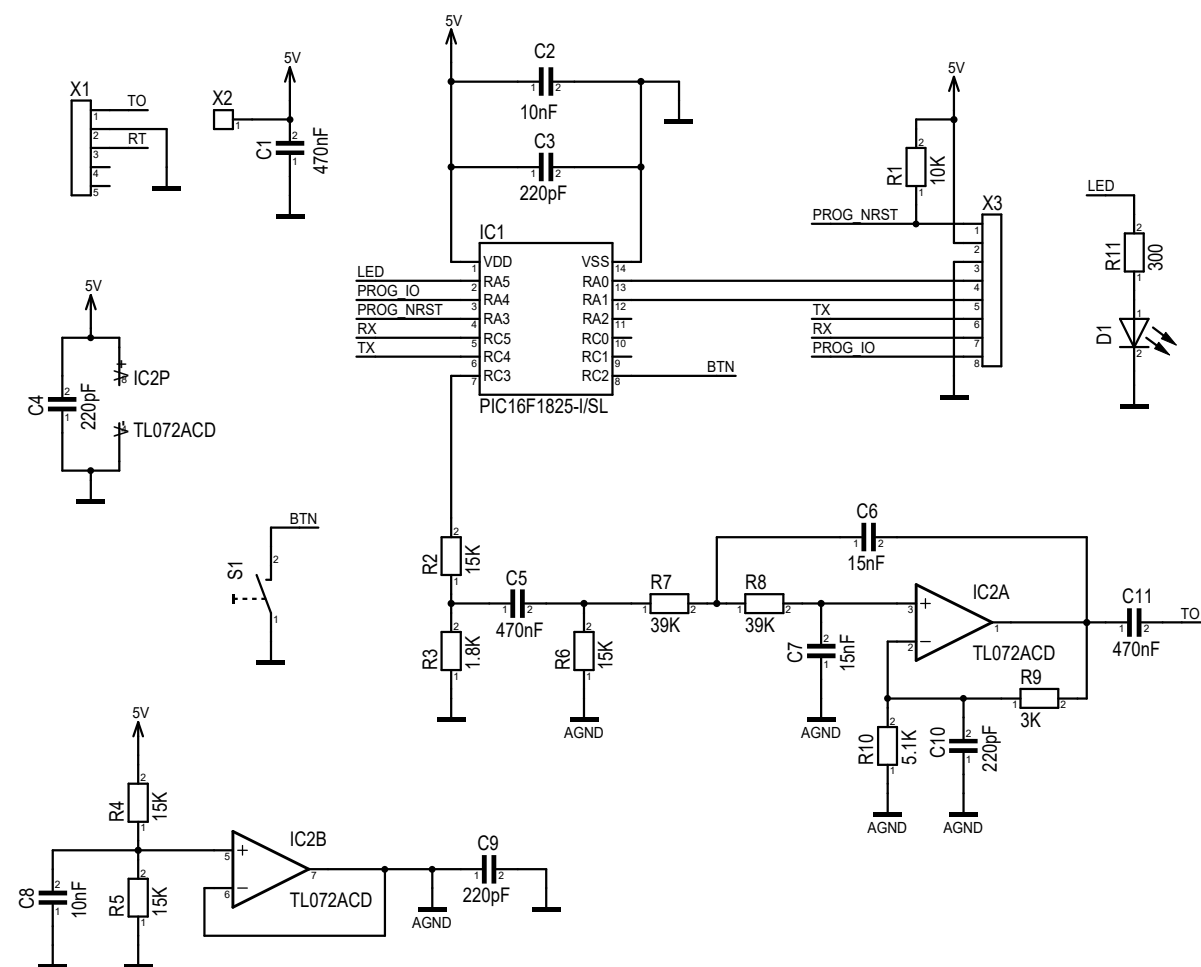 X1
TO
1
2
RT
3
4
5
X2
1
5V
C1
470nF
2
1
5V
C2
1 2
10nF
C3
1 2
220pF
IC1
VDD
RA5
RA4
RA3
RC5
RC4
RC3
VSS
RA0
RA1
RA2
RC0
RC1
RC2
1
2
3
4
5
6
7
14
13
12
11
10
9
8
LED
PROG_IO
PROG_NRST
RX
TX
BTN
PIC16F1825-I/SL
5V
R1
10K
2
1
PROG_NRST
TX
RX
PROG_IO
X3
1
2
3
4
5
6
7
8
LED
R11
300
2
1
D1
1
2
5V
C4
220pF
2
1
V+
8
IC2P
V-
4
TL072ACD
BTN
S1
2
1
R2
15K
2
1
R3
1.8K
2
1
C5
1 2
470nF
R6
15K
2
1
AGND
R7
1 2
39K
R8
1 2
39K
C6
1 2
15nF
C7
15nF
2
1
AGND
IC2A
3
+
2
−
1
TL072ACD
R9
1 2
3K
R10
5.1K
2
1
AGND
C10
220pF
2
1
AGND
C11
1 2
470nF
TO
5V
R4
15K
2
1
R5
15K
2
1
C8
10nF
2
1
IC2B
5
+
6
−
7
TL072ACD
AGND
C9
1 2
220pF